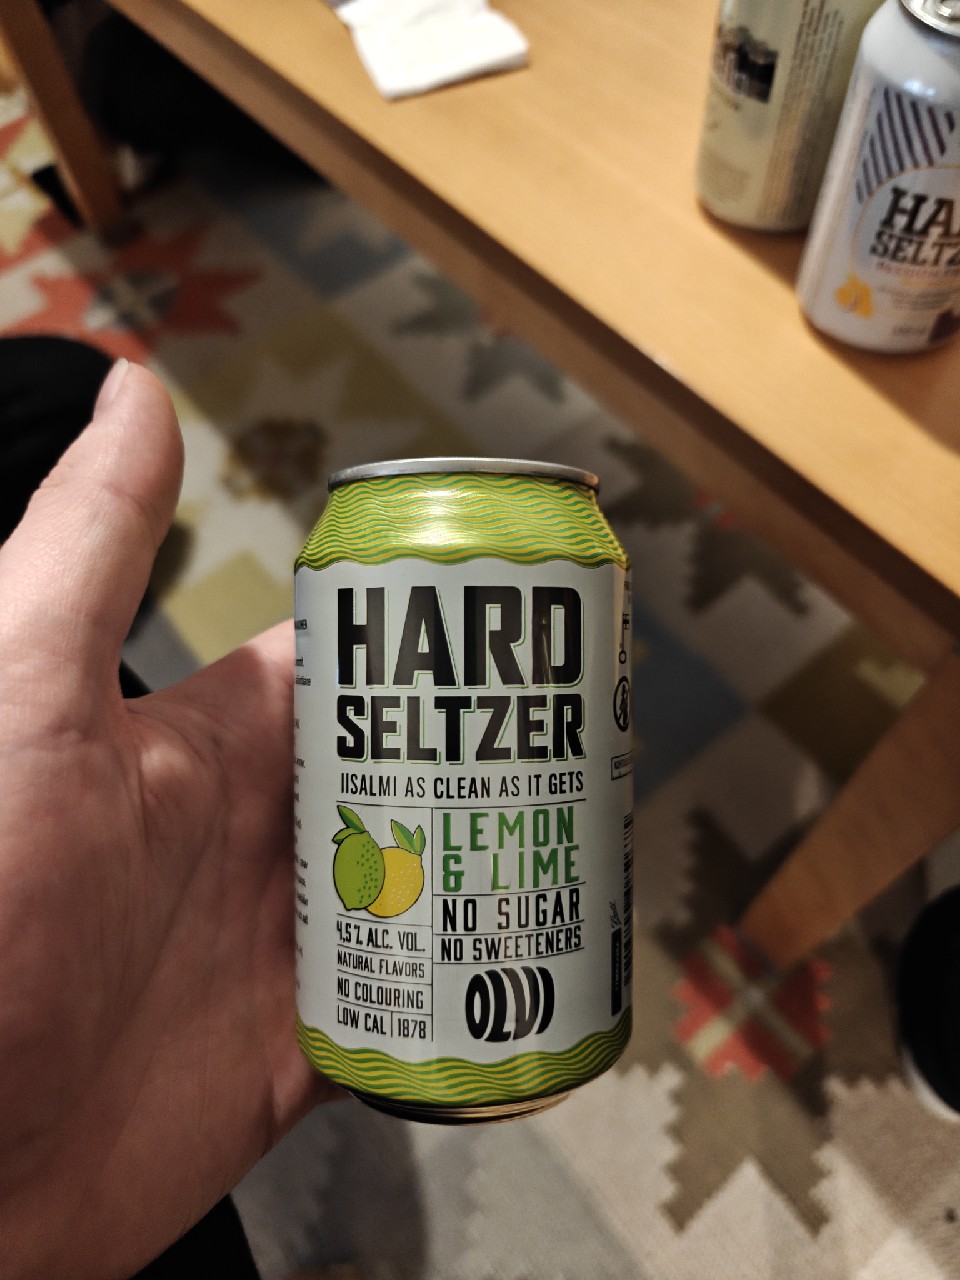 HARD
SELTZER
IISALMI AS CLEAN AS IT GETS
LEMON
& LIME
NO SUGAR
NO SWEETENERS
4,5% ALC. VOL.
NATURAL FLAVORS
NO COLOURING
LOW CAL 1878
OLVI
HA
SELTZ